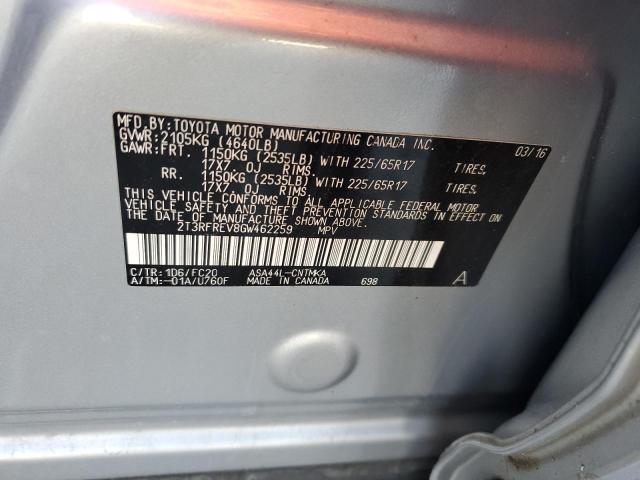 MFD.BY:TOYOTA MOTOR MANUFACTURING CANADA INC.
GVWR:2105KG (4640LB) 03/16
GAWR:FRT. 1150KG (2535LB) WITH 225/65R17 TIRES.
17X7. 0J RIMS.
RR. 1150KG (2535LB) WITH 225/65R17 TIRES.
17X7. 0J RIMS.
THIS VEHICLE CONFORMS TO ALL APPLICABLE FEDERAL MOTOR
VEHICLE SAFETY AND THEFT PREVENTION STANDARDS IN EFFECT ON
THE DATE OF MANUFACTURE SHOWN ABOVE.
2T3RFREV8GW462259 MPV
C/TR:1D6/FC20 ASA44L-CNTMKA
A/TM:-01A/U760F MADE IN CANADA 698 A